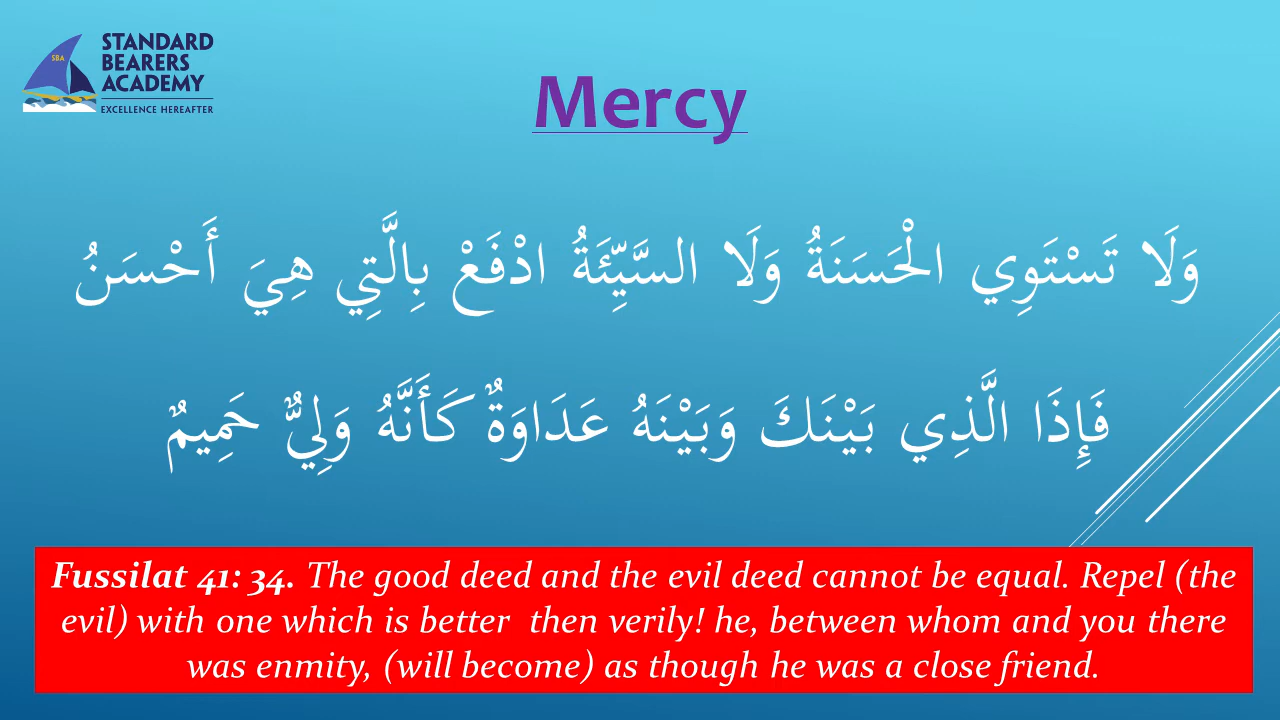 SBA
STANDARD
BEARERS
ACADEMY
EXCELLENCE HEREAFTER
Mercy
وَلَا تَسْتَوِي الْحَسَنَةُ وَلَا السَّيِّئَةُ ادْفَعْ بِالَّتِي هِيَ أَحْسَنُ
فَإِذَا الَّذِي بَيْنَكَ وَبَيْنَهُ عَدَاوَةٌ كَأَنَّهُ وَلِيٌّ حَمِيمٌ
Fussilat 41: 34. The good deed and the evil deed cannot be equal. Repel (the
evil) with one which is better  then verily! he, between whom and you there
was enmity, (will become) as though he was a close friend.